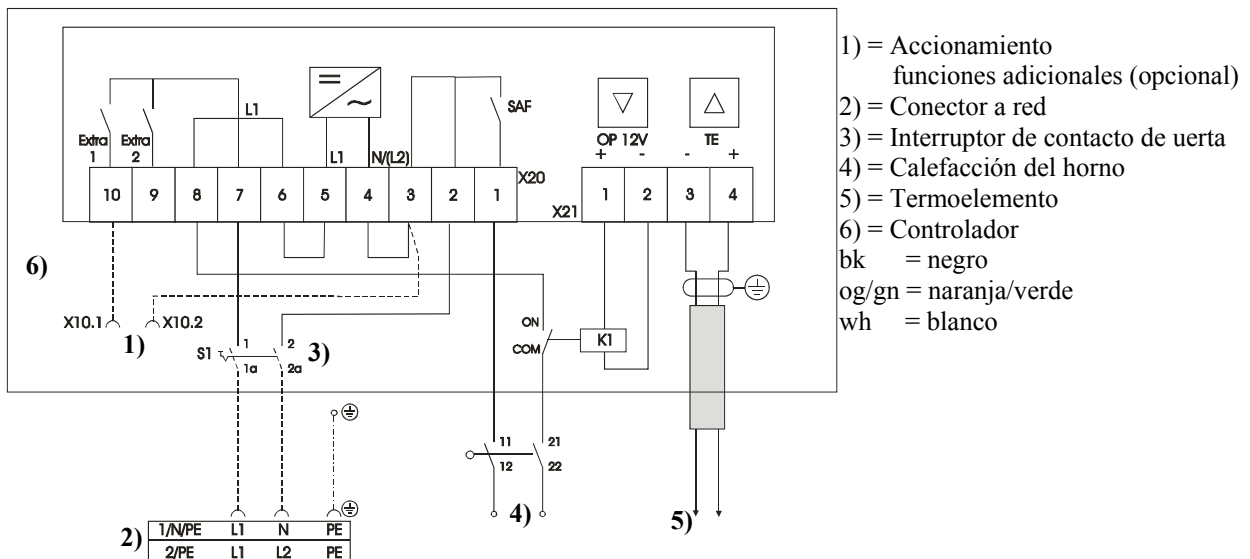 1) = Accionamiento
funciones adicionales (opcional)
2) = Conector a red
3) = Interruptor de contacto de uerta
4) = Calefacción del horno
5) = Termoelemento
6) = Controlador
bk = negro
og/gn = naranja/verde
wh = blanco
L1
SAF
Extra 1
Extra 2
OP 12V
TE
L1 N/(L2)
+ - - +
10 9 8 7 6 5 4 3 2 1
X20
X21
1 2 3 4
6)
X10.1
X10.2
1)
ON
COM
K1
S1
1 2
3)
1a 2a
11 21
12 22
4)
5)
2)
1/N/PE L1 N PE
2/PE L1 L2 PE